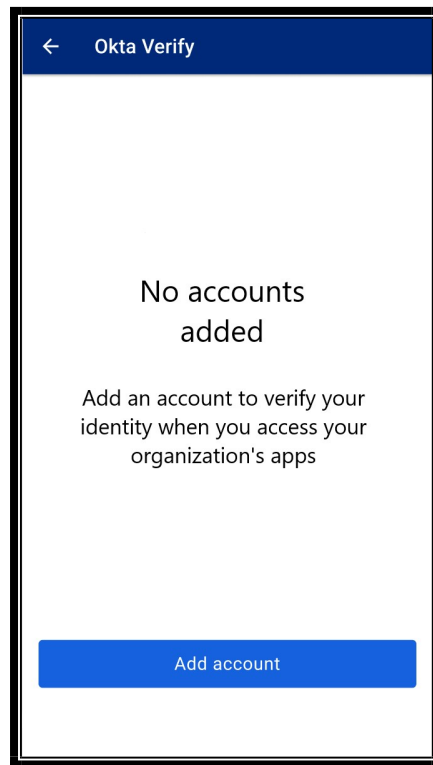 Okta Verify
No accounts
added
Add an account to verify your
identity when you access your
organization's apps
Add account